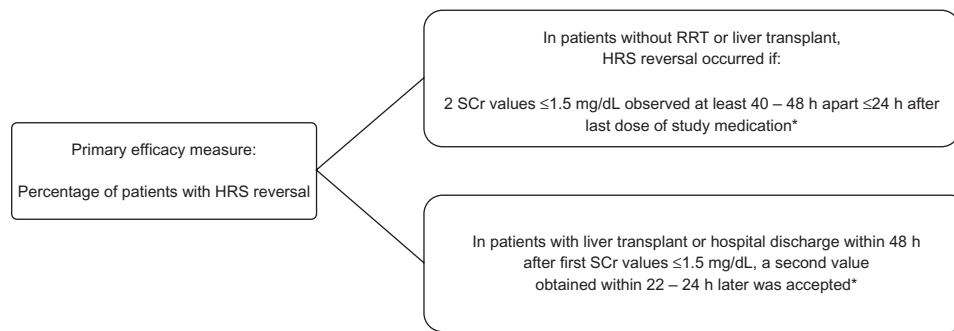 Primary efficacy measure:
Percentage of patients with HRS reversal
In patients without RRT or liver transplant,
HRS reversal occurred if:
2 SCr values ≤1.5 mg/dL observed at least 40 – 48 h apart ≤24 h after
last dose of study medication*
In patients with liver transplant or hospital discharge within 48 h
after first SCr values ≤1.5 mg/dL, a second value
obtained within 22 – 24 h later was accepted*